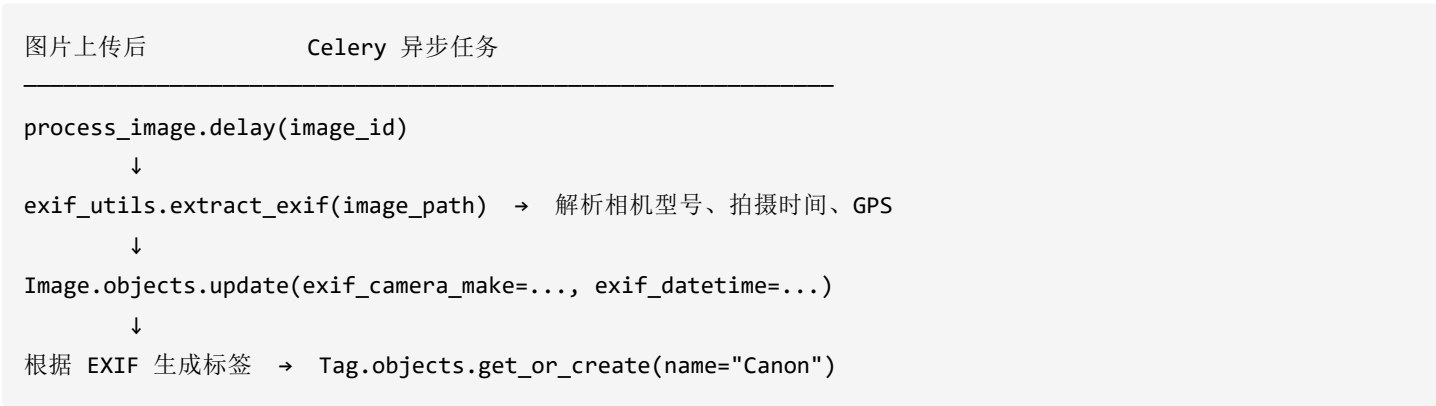 图片上传后 Celery 异步任务
────────────────────────────────────────────────────────────
process_image.delay(image_id)
↓
exif_utils.extract_exif(image_path) → 解析相机型号、拍摄时间、GPS
↓
Image.objects.update(exif_camera_make=..., exif_datetime=...)
↓
根据 EXIF 生成标签 → Tag.objects.get_or_create(name="Canon")